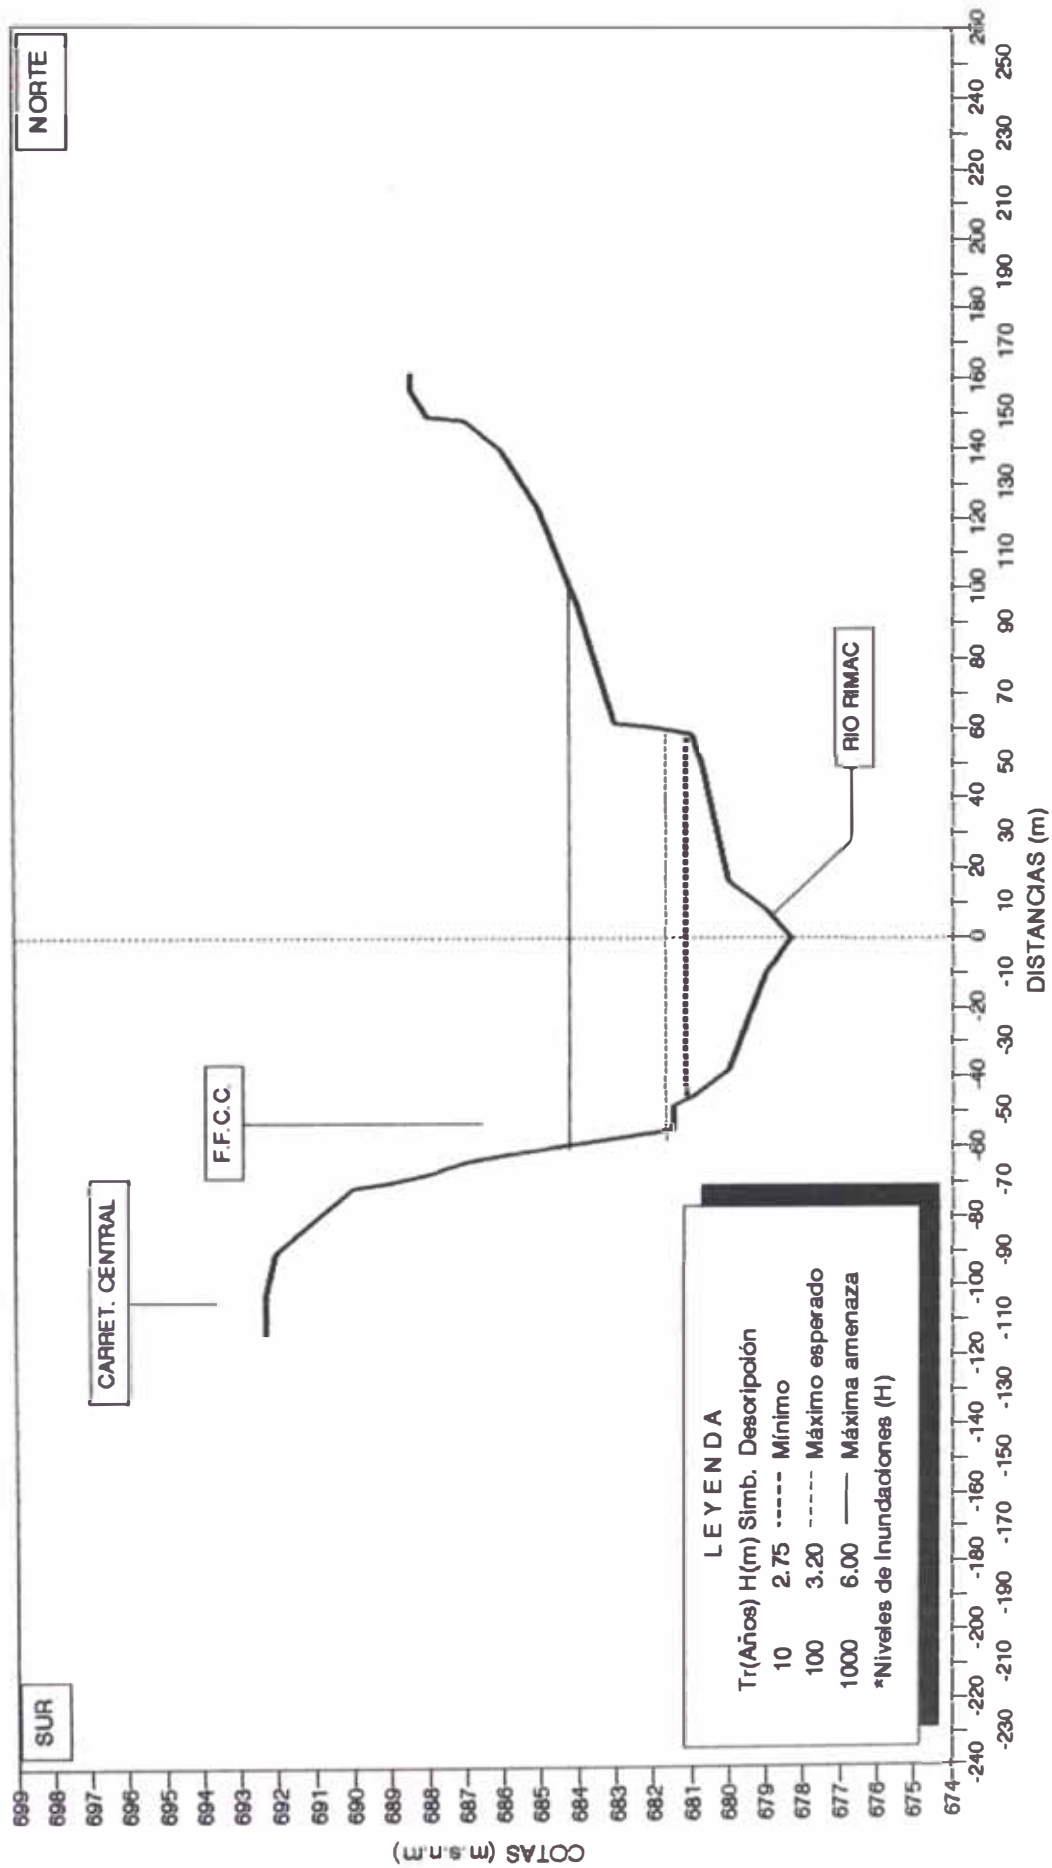 SUR
NORTE
CARRET. CENTRAL
F.F.C.C.
RIO RIMAC
COTAS (m.s.n.m)
699
698
697
696
695
694
693
692
691
690
689
688
687
686
685
684
683
682
681
680
679
678
677
676
675
674
LEYENDA
Tr(Años) H(m) Simb. Descripción
10 2.75 Mínimo
100 3.20 Máximo esperado
1000 6.00 Máxima amenaza
*Niveles de Inundaciones (H)
-240 -220 -200 -180 -160 -140 -120 -100 -80 -60 -40 -20 0 20 40 60 80 100 120 140 160 180 200 220 240 260
-230 -210 -190 -170 -150 -130 -110 -90 -70 -50 -30 -10 10 30 50 70 90 110 130 150 170 190 210 230 250
DISTANCIAS (m)